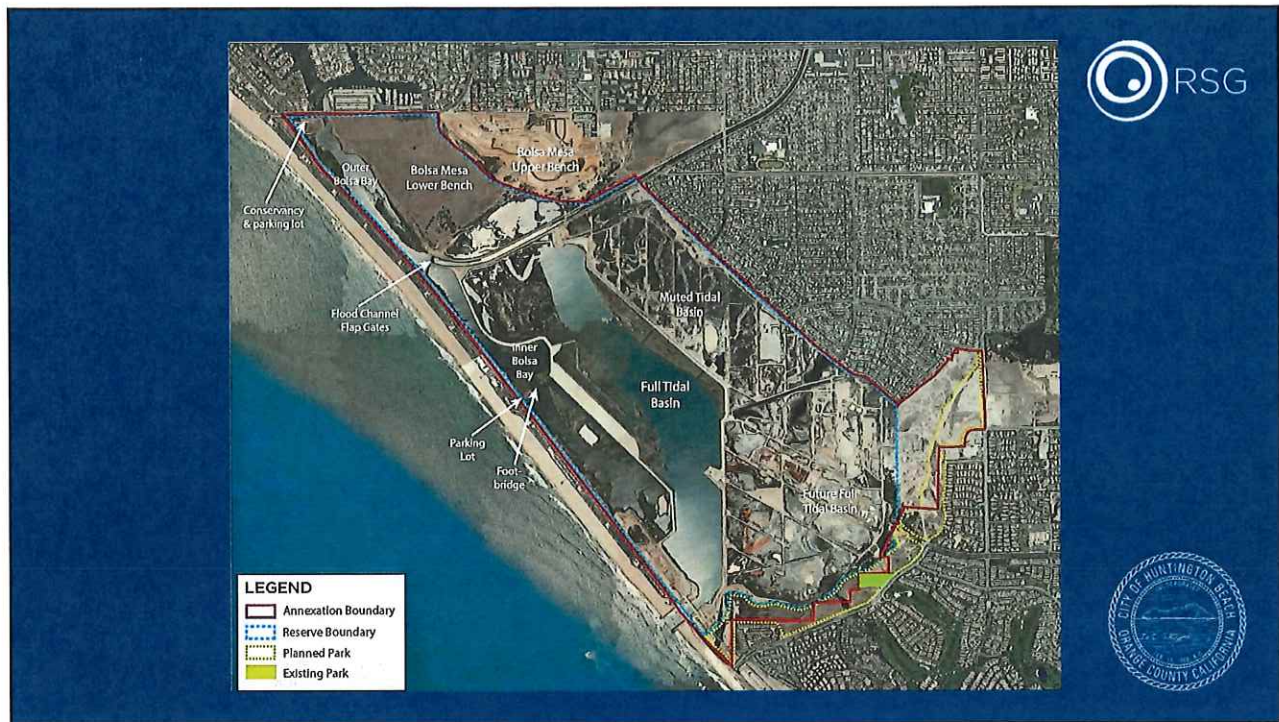 RSG
Bolsa Mesa
Upper Bench
Outer
Bolsa Bay
Bolsa Mesa
Lower Bench
Conservancy
& parking lot
Flood Channel
Flap Gates
Muted Tidal
Basin
Inner
Bolsa
Bay
Full Tidal
Basin
Parking
Lot
Foot-
bridge
Future Full
Tidal Basin
LEGEND
Annexation Boundary
Reserve Boundary
Planned Park
Existing Park
CITY OF HUNTINGTON BEACH
ORANGE COUNTY CALIFORNIA